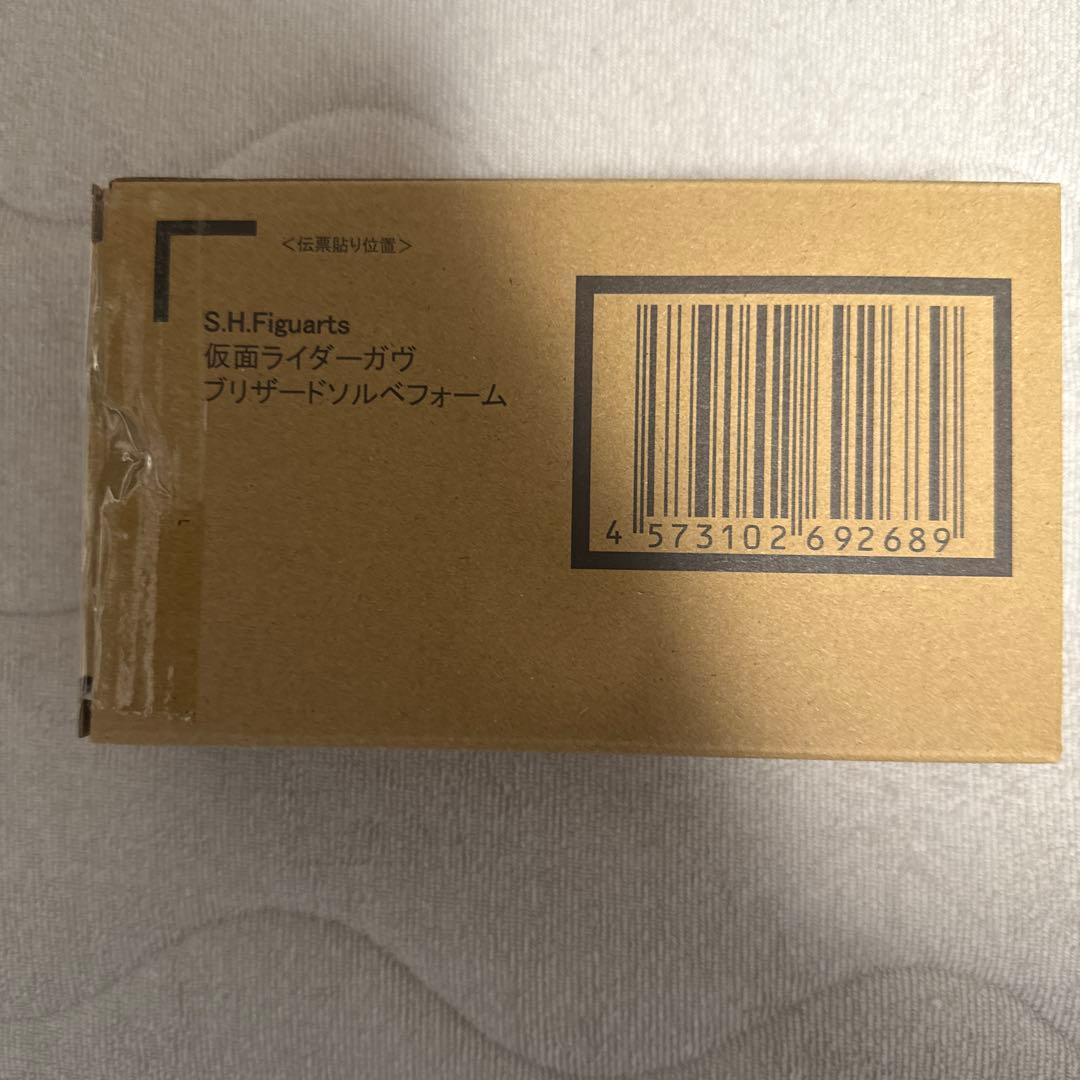 ＜伝票貼り位置＞
S.H.Figuarts
仮面ライダーガヴ
ブリザードソルベフォーム
4 573102 692689